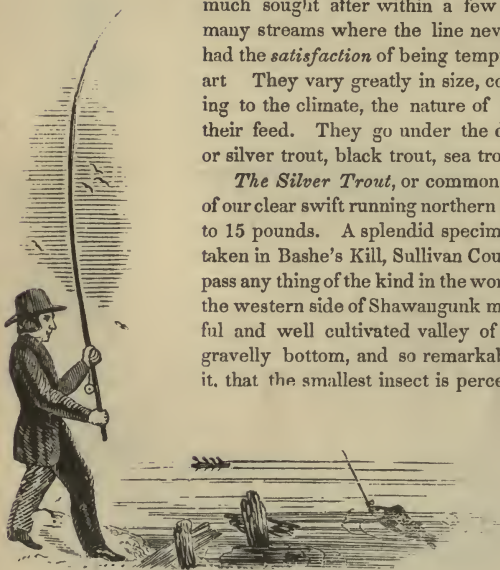 much sought after within a few
many streams where the line nev
had the satisfaction of being temp
art They vary greatly in size, co
ing to the climate, the nature of
their feed. They go under the
or silver trout, black trout, sea tro
The Silver Trout, or common
of our clear swift running northern
to 15 pounds. A splendid specim
taken in Bashe's Kill, Sullivan Cou
pass any thing of the kind in the wor
the western side of Shawaugunk m
ful and well cultivated valley of
gravelly bottom, and so remarkal
it. that the smallest insect is perce